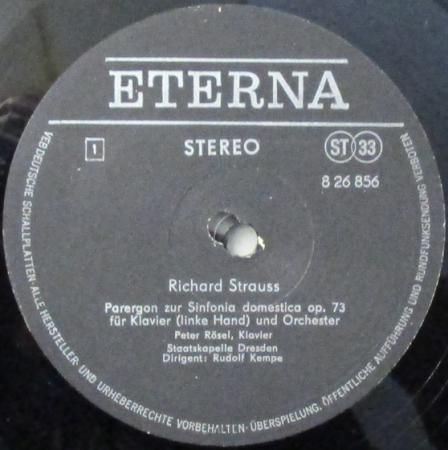 ETERNA
1
STEREO
ST 33
8 26 856
Richard Strauss
Parergon zur Sinfonia domestica op. 73
für Klavier (linke Hand) und Orchester
Peter Rösel, Klavier
Staatskapelle Dresden
Dirigent: Rudolf Kempe
VEB DEUTSCHE SCHALLPLATTEN · ALLE HERSTELLER- UND URHEBERRECHTE VORBEHALTEN · ÜBERSPIELUNG, ÖFFENTLICHE AUFFÜHRUNG UND RUNDFUNKSENDUNG VERBOTEN